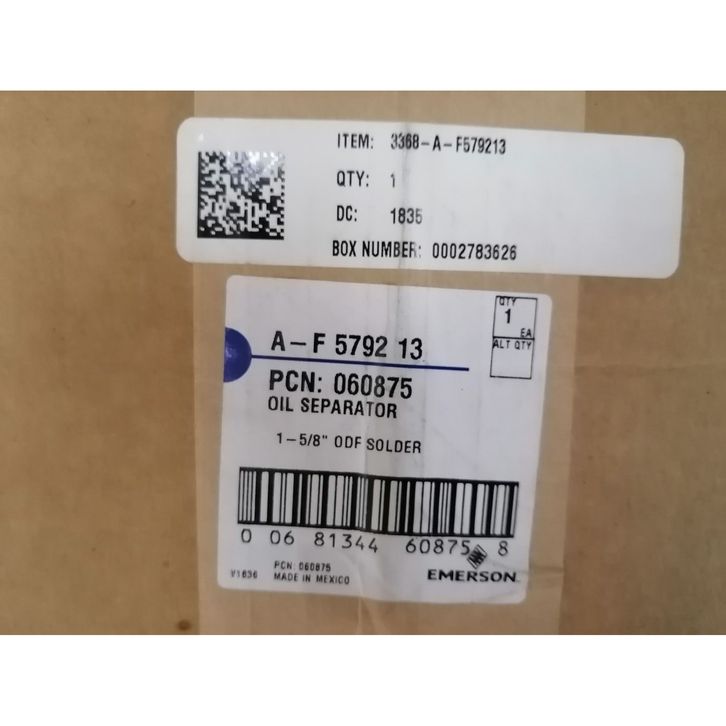 ITEM: 3368-A-F579213
QTY: 1
DC: 1835
BOX NUMBER: 0002783626
QTY
1
EA
ALT QTY
A-F 5792 13
PCN: 060875
OIL SEPARATOR
1-5/8" ODF SOLDER
0 06 81344 60875 8
PCN: 060875
V1836 MADE IN MEXICO
EMERSON